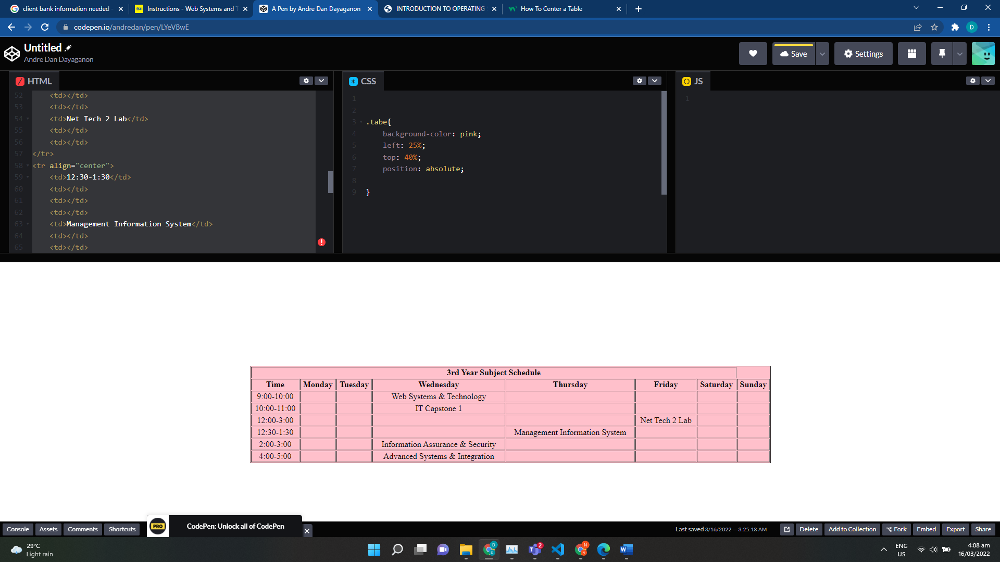 client bank information needed -
Instructions - Web Systems and T
A Pen by Andre Dan Dayaganon
INTRODUCTION TO OPERATING
How To Center a Table
codepen.io/andredan/pen/LYeVBwE
D
Untitled
Andre Dan Dayaganon
Save
Settings
HTML
52 <td></td>
53 <td></td>
54 <td>Net Tech 2 Lab</td>
55 <td></td>
56 <td></td>
57 </tr>
58 <tr align="center">
59 <td>12:30-1:30</td>
60 <td></td>
61 <td></td>
62 <td></td>
63 <td>Management Information System</td>
64 <td></td>
65 <td></td>
CSS
1
2
3 .tabe{
4 background-color: pink;
5 left: 25%;
6 top: 40%;
7 position: absolute;
8
9 }
JS
1
3rd Year Subject Schedule
Time Monday Tuesday Wednesday Thursday Friday Saturday Sunday
9:00-10:00 Web Systems & Technology
10:00-11:00 IT Capstone 1
12:00-3:00 Net Tech 2 Lab
12:30-1:30 Management Information System
2:00-3:00 Information Assurance & Security
4:00-5:00 Advanced Systems & Integration
Console Assets Comments Shortcuts
PRO CodePen: Unlock all of CodePen
Last saved 3/16/2022 — 3:25:18 AM
Delete Add to Collection Fork Embed Export Share
29°C
Light rain
2
ENG
US
4:08 am
16/03/2022